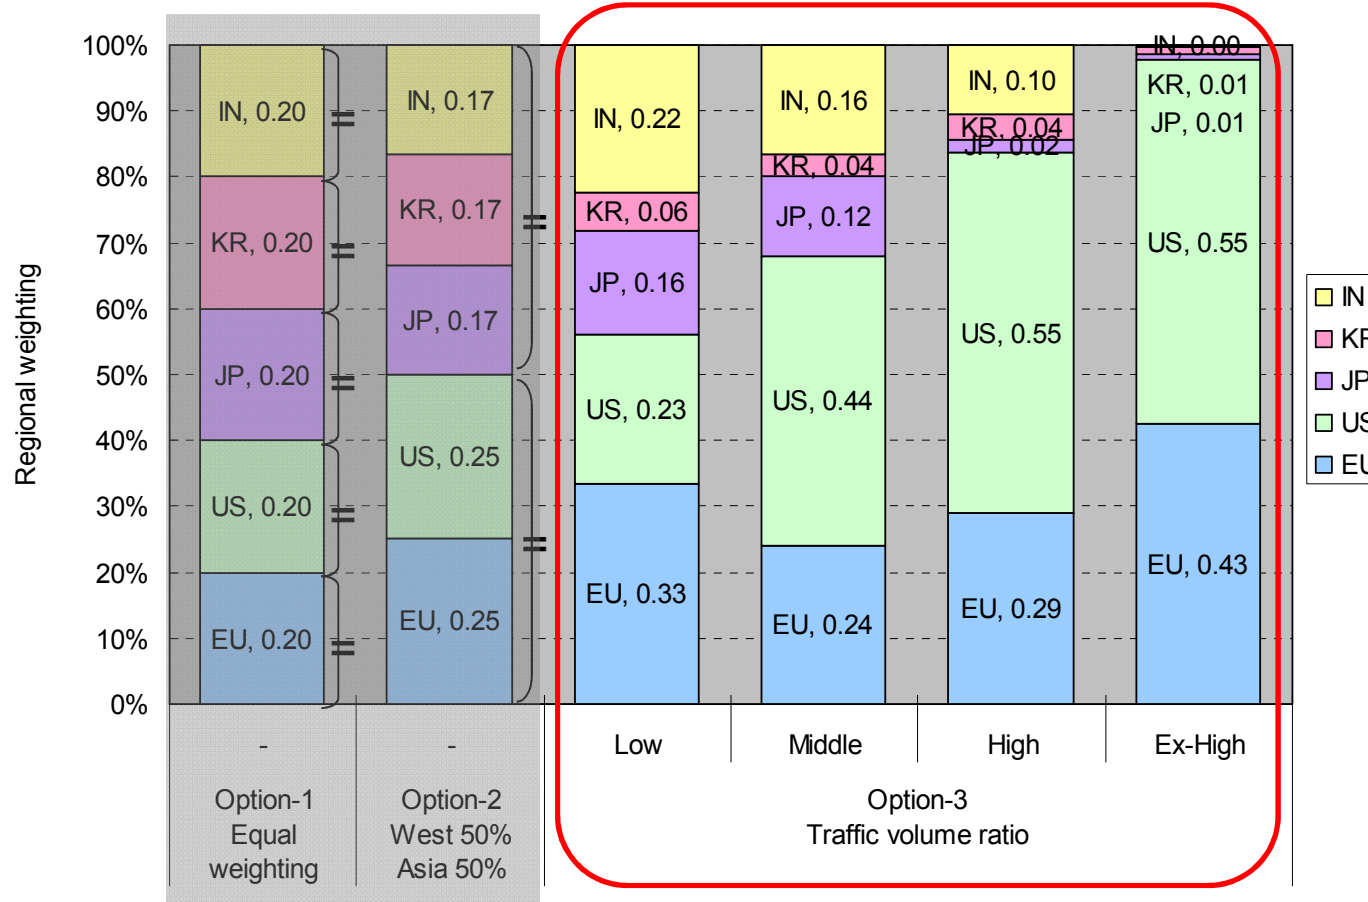 Regional weighting
100%
90%
80%
70%
60%
50%
40%
30%
20%
10%
0%
IN, 0.20
KR, 0.20
JP, 0.20
US, 0.20
EU, 0.20
IN, 0.17
KR, 0.17
JP, 0.17
US, 0.25
EU, 0.25
IN, 0.22
KR, 0.06
JP, 0.16
US, 0.23
EU, 0.33
IN, 0.16
KR, 0.04
JP, 0.12
US, 0.44
EU, 0.24
IN, 0.10
KR, 0.04
JP, 0.02
US, 0.55
EU, 0.29
IN, 0.00
KR, 0.01
JP, 0.01
US, 0.55
EU, 0.43
- - Low Middle High Ex-High
Option-1
Equal
weighting
Option-2
West 50%
Asia 50%
Option-3
Traffic volume ratio
IN
KR
JP
US
EU